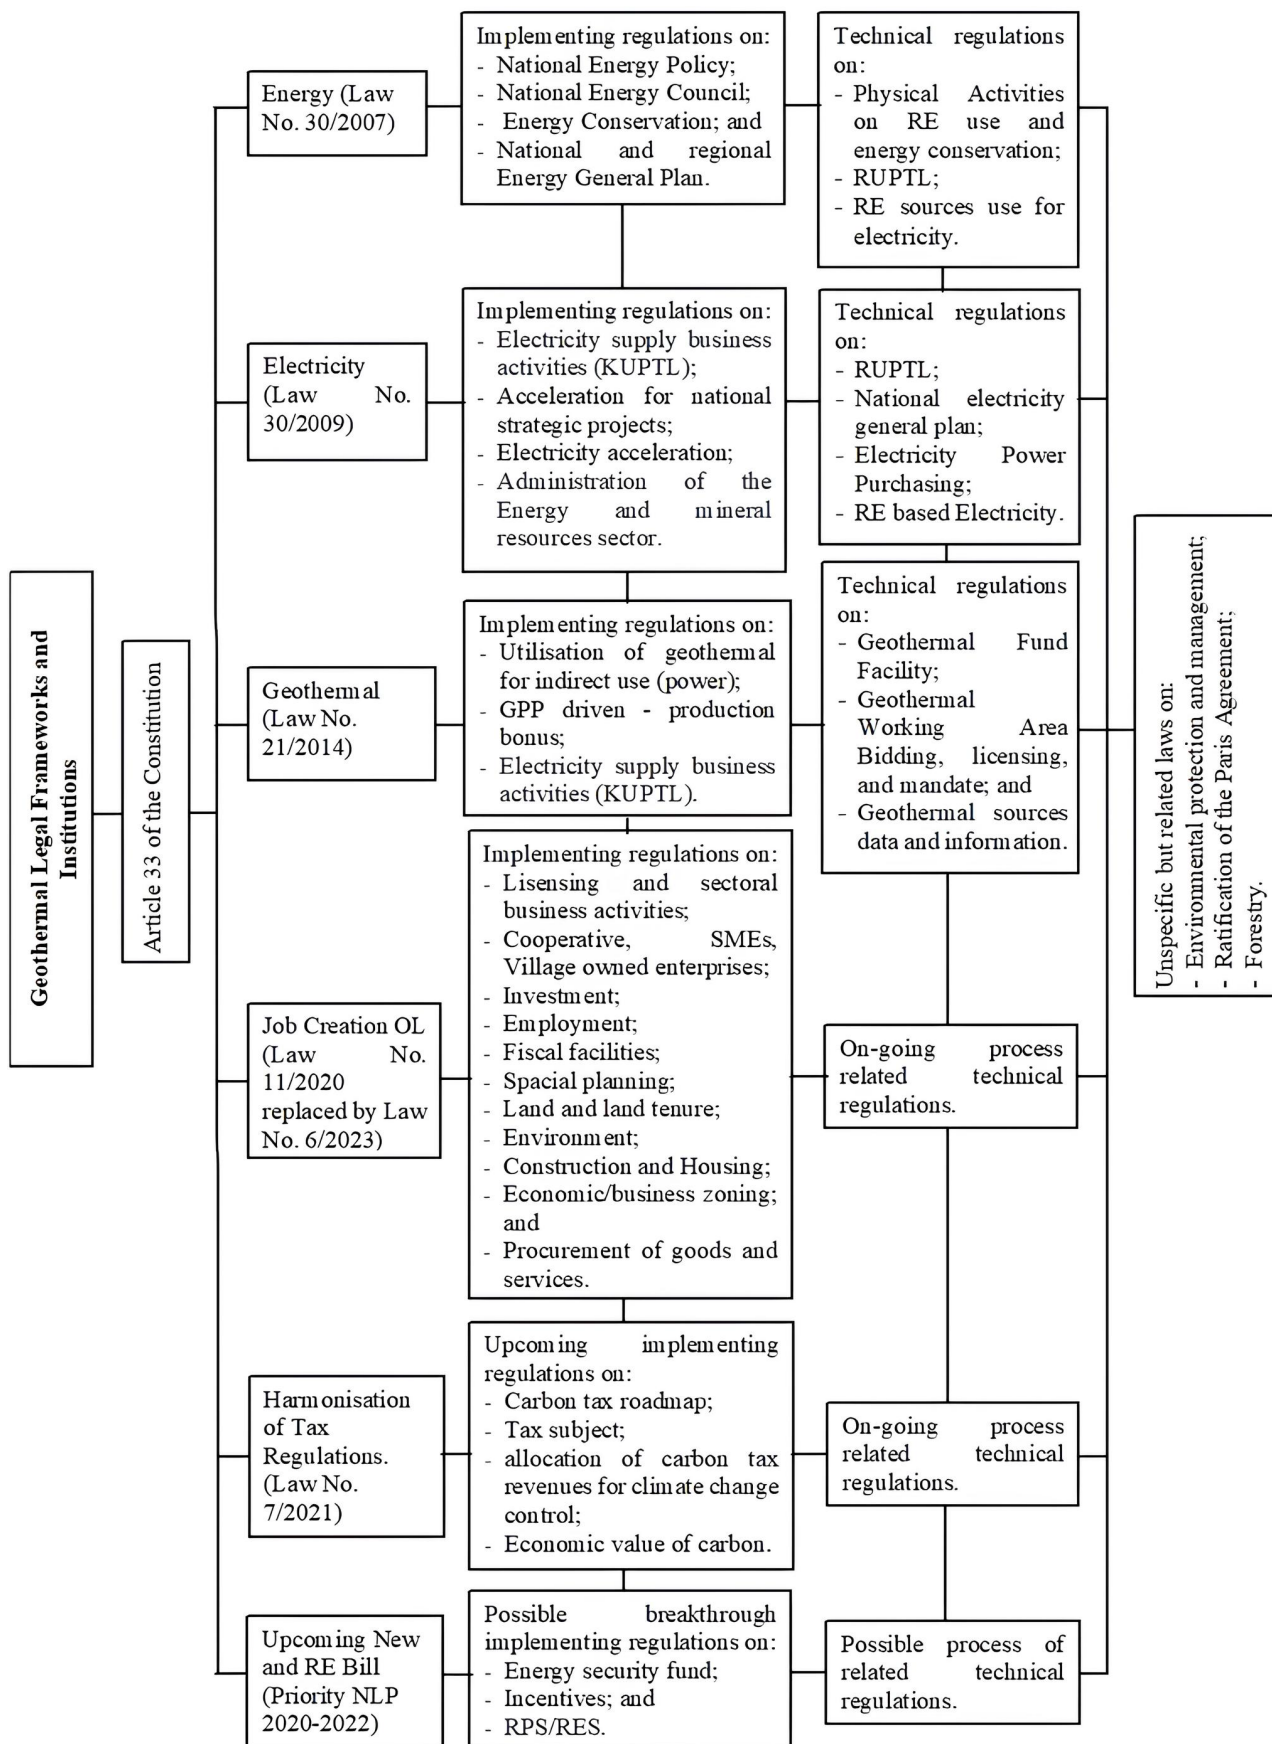 Geothermal Legal Frameworks and
Institutions
Article 33 of the Constitution
Energy (Law
No. 30/2007)
Implementing regulations on:
- National Energy Policy;
- National Energy Council;
- Energy Conservation; and
- National and regional
Energy General Plan.
Technical regulations
on:
- Physical Activities
on RE use and
energy conservation;
- RUPTL;
- RE sources use for
electricity.
Electricity
(Law No.
30/2009)
Implementing regulations on:
- Electricity supply business
activities (KUPTL);
- Acceleration for national
strategic projects;
- Electricity acceleration;
- Administration of the
Energy and mineral
resources sector.
Technical regulations
on:
- RUPTL;
- National electricity
general plan;
- Electricity Power
Purchasing;
- RE based Electricity.
Geothermal
(Law No.
21/2014)
Implementing regulations on:
- Utilisation of geothermal
for indirect use (power);
- GPP driven - production
bonus;
- Electricity supply business
activities (KUPTL).
Technical regulations
on:
- Geothermal Fund
Facility;
- Geothermal
Working Area
Bidding, licensing,
and mandate; and
- Geothermal sources
data and information.
Job Creation OL
(Law No.
11/2020
replaced by Law
No. 6/2023)
Implementing regulations on:
- Lisensing and sectoral
business activities;
- Cooperative, SMEs,
Village owned enterprises;
- Investment;
- Employment;
- Fiscal facilities;
- Spacial planning;
- Land and land tenure;
- Environment;
- Construction and Housing;
- Economic/business zoning;
and
- Procurement of goods and
services.
On-going process
related technical
regulations.
Harmonisation
of Tax
Regulations.
(Law No.
7/2021)
Upcoming implementing
regulations on:
- Carbon tax roadmap;
- Tax subject;
- allocation of carbon tax
revenues for climate change
control;
- Economic value of carbon.
On-going process
related technical
regulations.
Upcoming New
and RE Bill
(Priority NLP
2020-2022)
Possible breakthrough
implementing regulations on:
- Energy security fund;
- Incentives; and
- RPS/RES.
Possible process of
related technical
regulations.
Unspecific but related laws on:
- Environmental protection and management;
- Ratification of the Paris Agreement;
- Forestry.